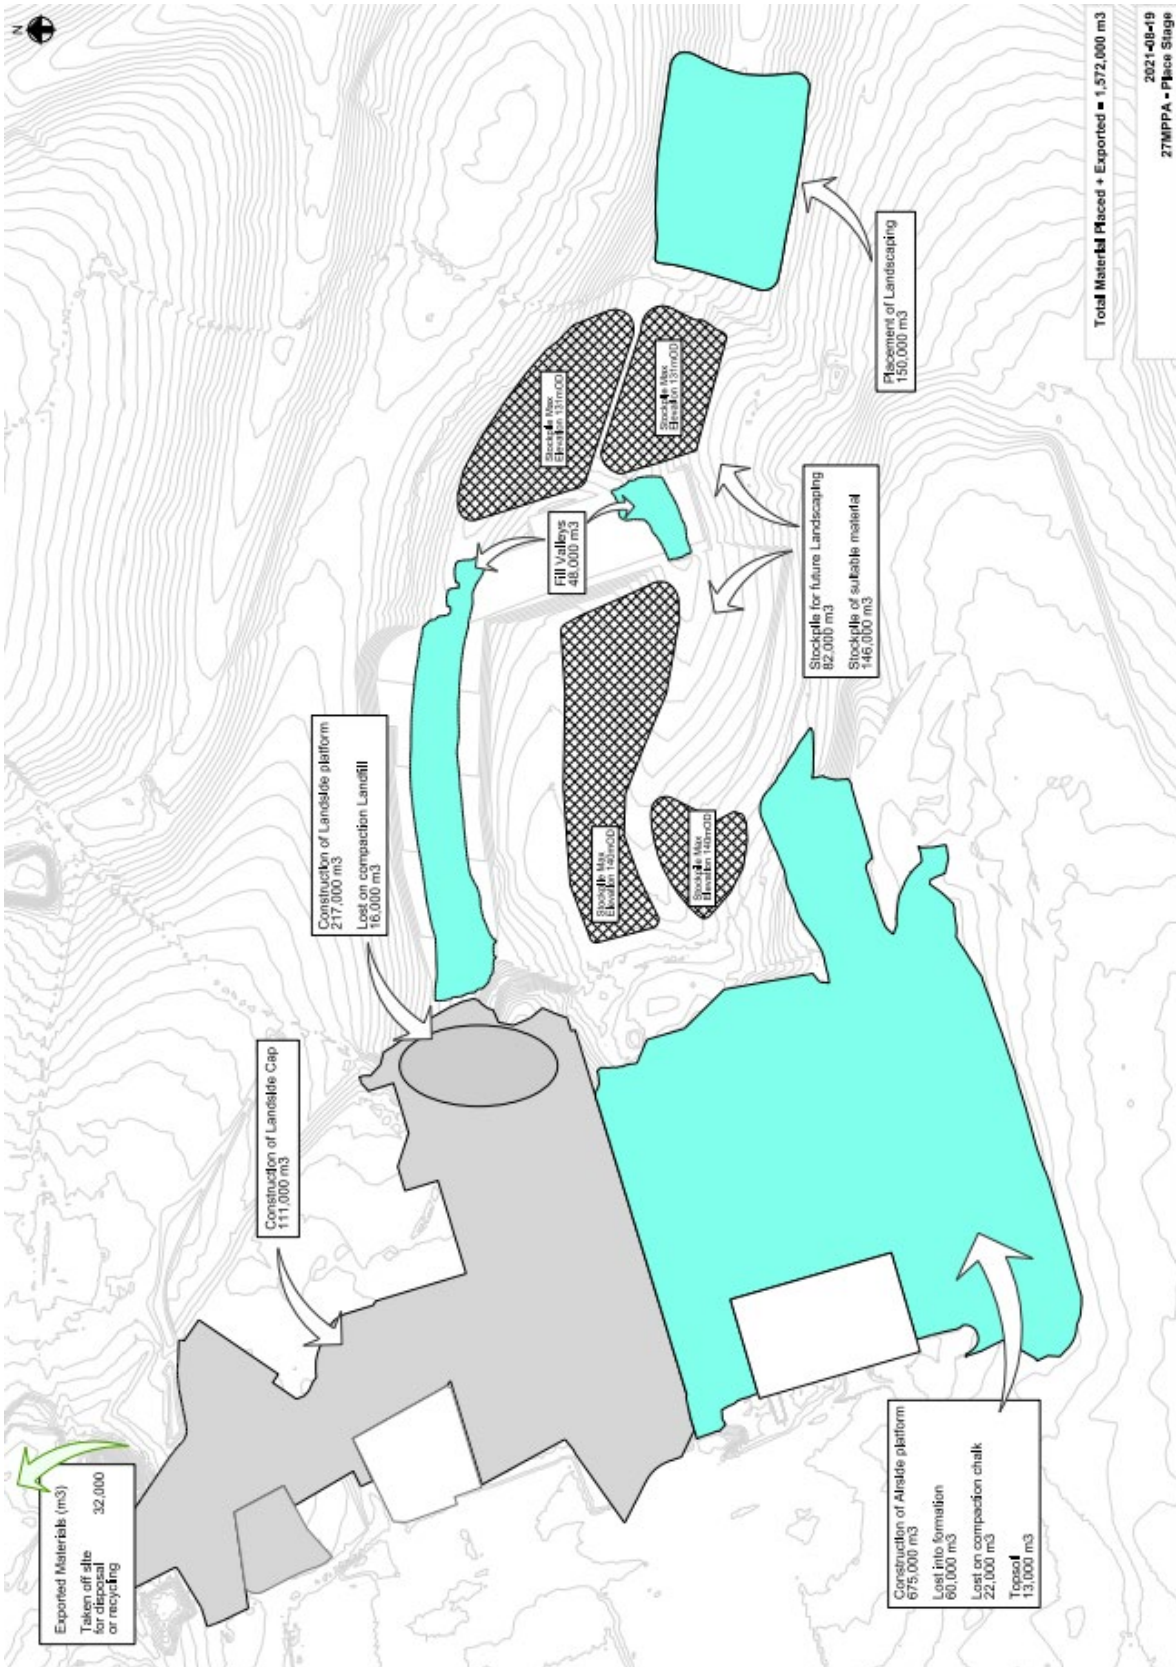 N
Total Material Placed + Exported = 1,572,000 m3
2021-08-19
27MPPA - Place Stage
Exported Materials (m3)
Taken off site
for disposal
or recycling
32,000
Construction of Landside Cap
111,000 m3
Construction of Landside platform
217,000 m3
Lost on compaction Landfill
16,000 m3
Fill Valleys
48,000 m3
Stockpile Max
Elevation 131mOD
Stockpile Max
Elevation 131mOD
Stockpile Max
Elevation 140mOD
Stockpile Max
Elevation 140mOD
Placement of Landscaping
150,000 m3
Stockpile for future Landscaping
82,000 m3
Stockpile of suitable material
146,000 m3
Construction of Airside platform
675,000 m3
Lost into formation
60,000 m3
Lost on compaction chalk
22,000 m3
Topsoil
13,000 m3